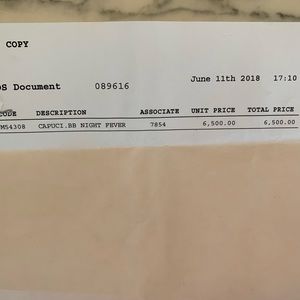 COPY
June 11th 2018 17:10
OS Document 089616
CODE DESCRIPTION ASSOCIATE UNIT PRICE TOTAL PRICE
M54308 CAPUCI.BB NIGHT FEVER 7854 6,500.00 6,500.00